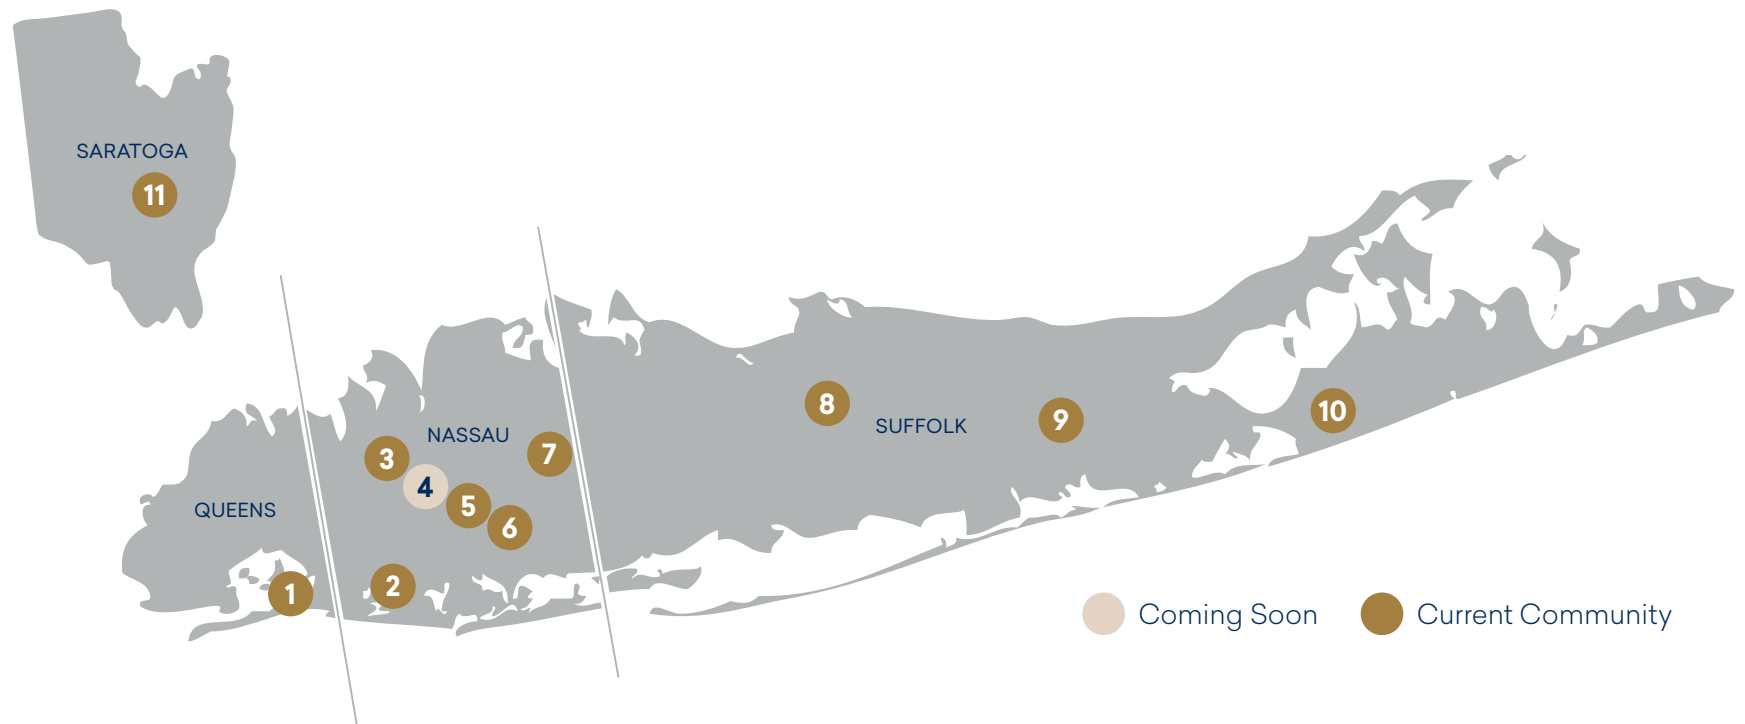 SARATOGA
11
NASSAU
3
7
4
5
6
QUEENS
1
2
8
SUFFOLK
9
10
Coming Soon
Current Community